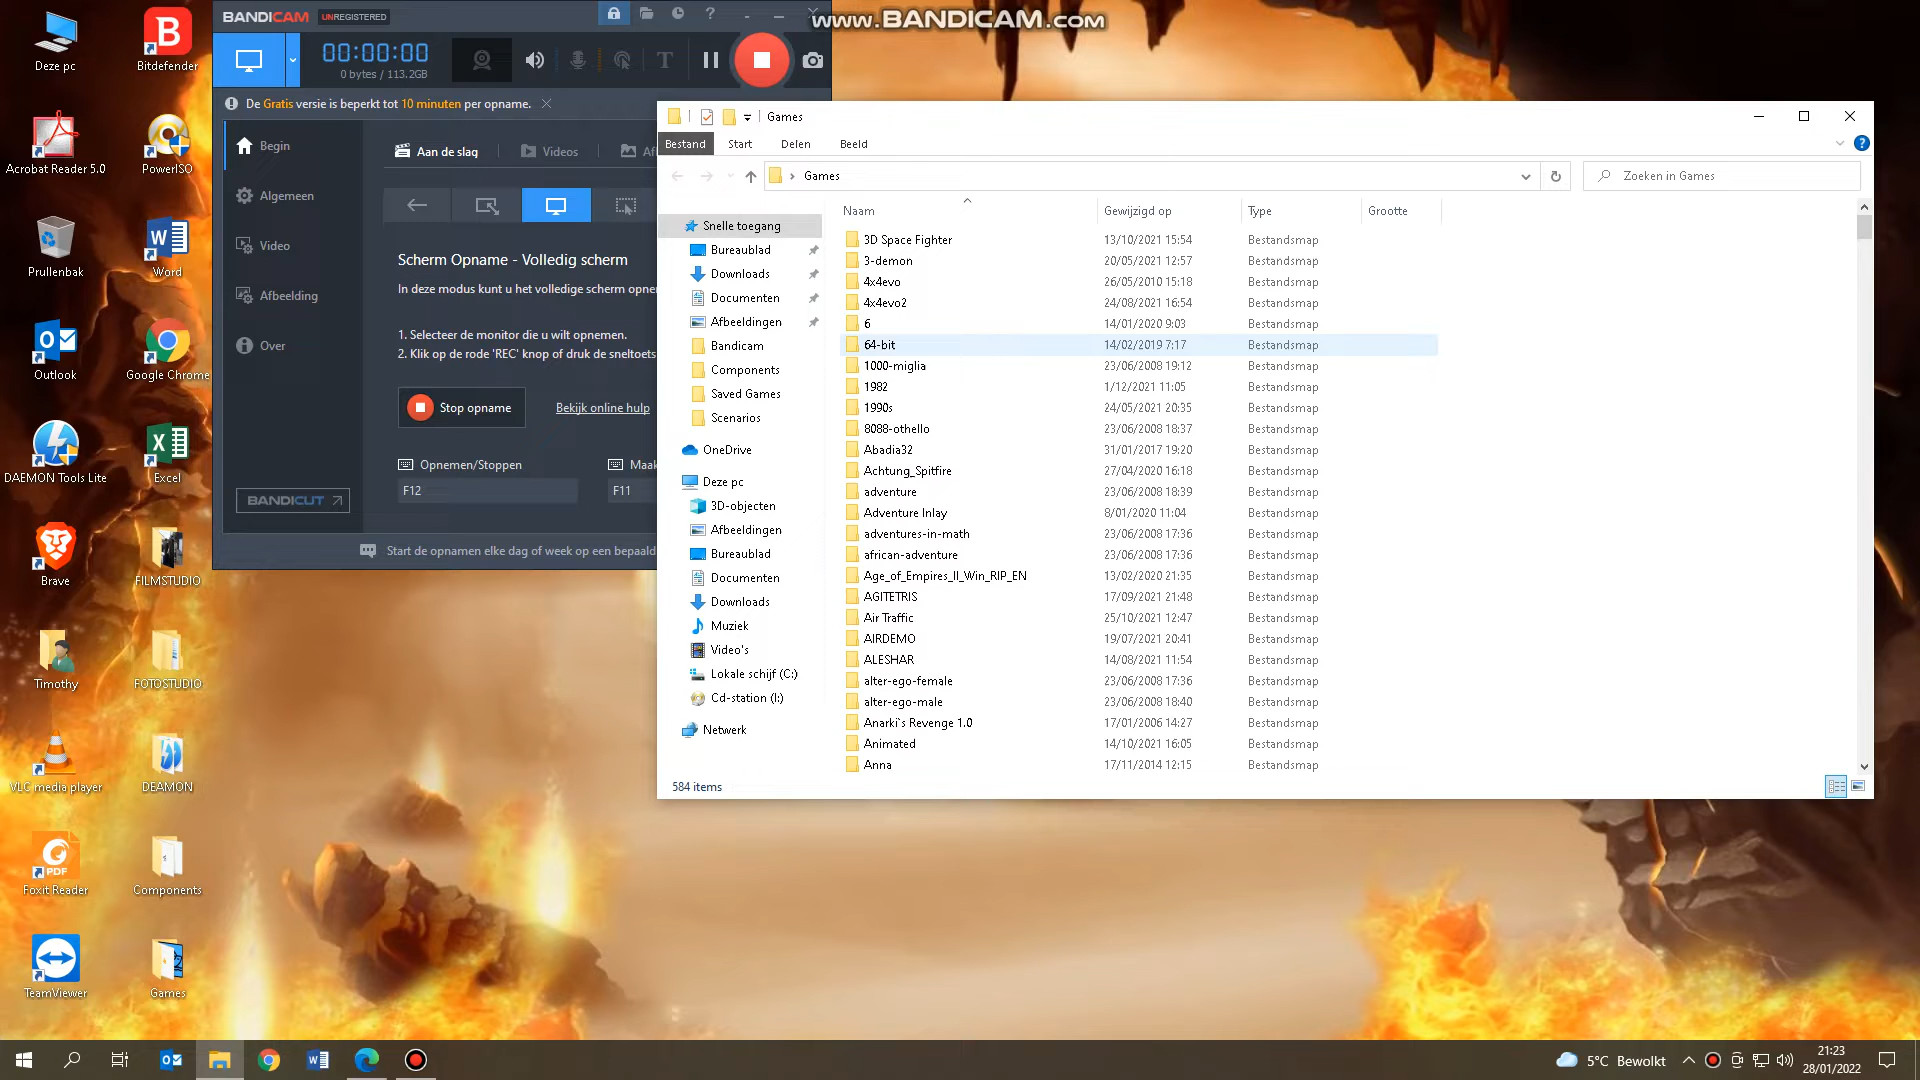 www.BANDICAM.com
Deze pc
Bitdefender
Acrobat Reader 5.0
PowerISO
Prullenbak
Word
Outlook
Google Chrome
DAEMON Tools Lite
Excel
Brave
FILMSTUDIO
Timothy
FOTOSTUDIO
VLC media player
DEAMON
Foxit Reader
Components
TeamViewer
Games
BANDICAM UNREGISTERED
00:00:00
0 bytes / 113.2GB
De Gratis versie is beperkt tot 10 minuten per opname.
Begin
Algemeen
Video
Afbeelding
Over
BANDICUT
Aan de slag
Videos
Af
Scherm Opname - Volledig scherm
In deze modus kunt u het volledige scherm opne
1. Selecteer de monitor die u wilt opnemen.
2. Klik op de rode 'REC' knop of druk de sneltoets
Stop opname
Bekijk online hulp
Opnemen/Stoppen
Maak
F12
F11
Start de opnamen elke dag of week op een bepaald
Games
Bestand Start Delen Beeld
Games
Zoeken in Games
Snelle toegang
Bureaublad
Downloads
Documenten
Afbeeldingen
Bandicam
Components
Saved Games
Scenarios
OneDrive
Deze pc
3D-objecten
Afbeeldingen
Bureaublad
Documenten
Downloads
Muziek
Video's
Lokale schijf (C:)
Cd-station (I:)
Netwerk
Naam Gewijzigd op Type Grootte
3D Space Fighter 13/10/2021 15:54 Bestandsmap
3-demon 20/05/2021 12:57 Bestandsmap
4x4evo 26/05/2010 15:18 Bestandsmap
4x4evo2 24/08/2021 16:54 Bestandsmap
6 14/01/2020 9:03 Bestandsmap
64-bit 14/02/2019 7:17 Bestandsmap
1000-miglia 23/06/2008 19:12 Bestandsmap
1982 1/12/2021 11:05 Bestandsmap
1990s 24/05/2021 20:35 Bestandsmap
8088-othello 23/06/2008 18:37 Bestandsmap
Abadia32 31/01/2017 19:20 Bestandsmap
Achtung_Spitfire 27/04/2020 16:18 Bestandsmap
adventure 23/06/2008 18:39 Bestandsmap
Adventure Inlay 8/01/2020 11:04 Bestandsmap
adventures-in-math 23/06/2008 17:36 Bestandsmap
african-adventure 23/06/2008 17:36 Bestandsmap
Age_of_Empires_II_Win_RIP_EN 13/02/2020 21:35 Bestandsmap
AGITETRIS 17/09/2021 21:48 Bestandsmap
Air Traffic 25/10/2021 12:47 Bestandsmap
AIRDEMO 19/07/2021 20:41 Bestandsmap
ALESHAR 14/08/2021 11:54 Bestandsmap
alter-ego-female 23/06/2008 17:36 Bestandsmap
alter-ego-male 23/06/2008 18:40 Bestandsmap
Anarki`s Revenge 1.0 17/01/2006 14:27 Bestandsmap
Animated 14/10/2021 16:05 Bestandsmap
Anna 17/11/2014 12:15 Bestandsmap
584 items
5°C Bewolkt
21:23
28/01/2022